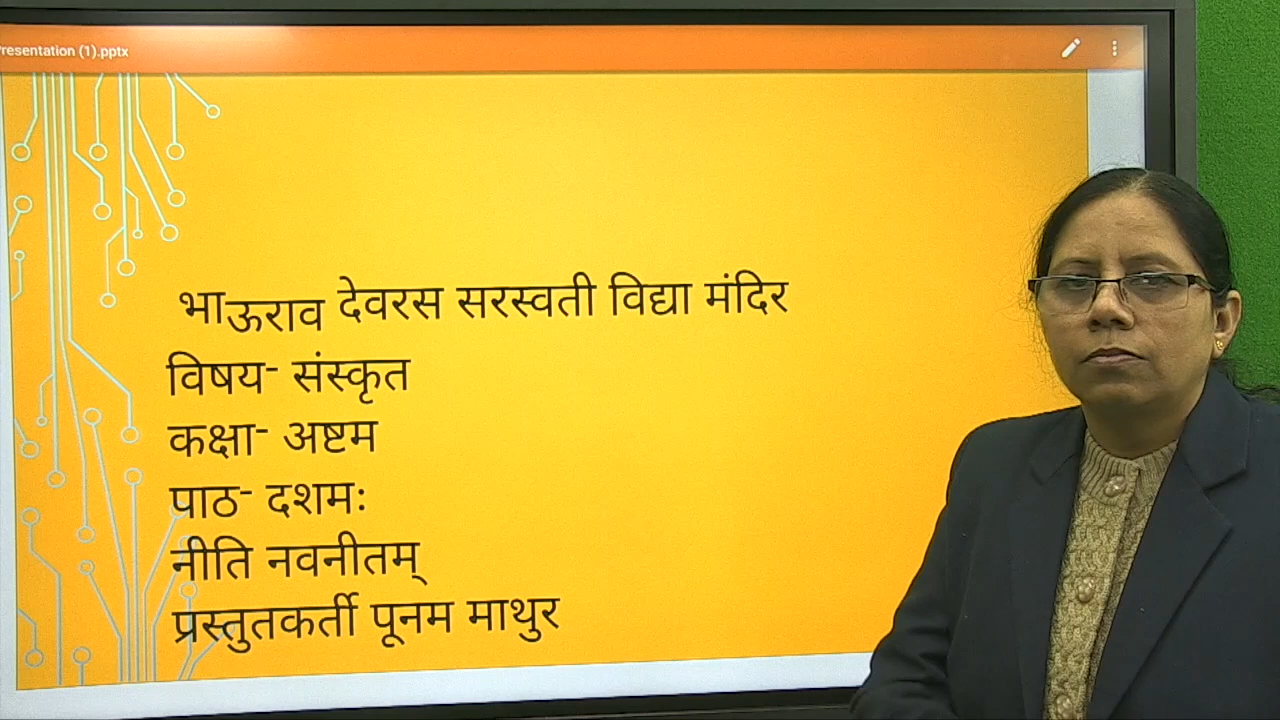 resentation (1).pptx
भाऊराव देवरस सरस्वती विद्या मंदिर
विषय- संस्कृत
कक्षा- अष्टम
पाठ- दशमः
नीति नवनीतम्
प्रस्तुतकर्ती पूनम माथुर